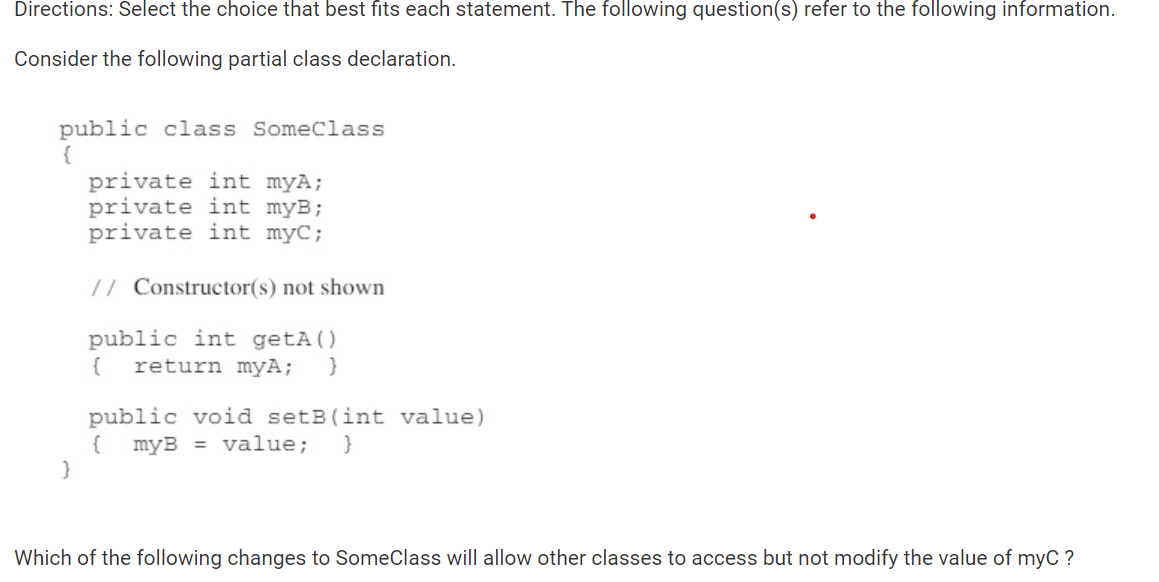 Directions: Select the choice that best fits each statement. The following question(s) refer to the following information.
Consider the following partial class declaration.
public class SomeClass
{
private int myA;
private int myB;
private int myC;
// Constructor(s) not shown
public int getA()
{ return myA; }
public void setB(int value)
{ myB = value; }
}
Which of the following changes to SomeClass will allow other classes to access but not modify the value of myC ?